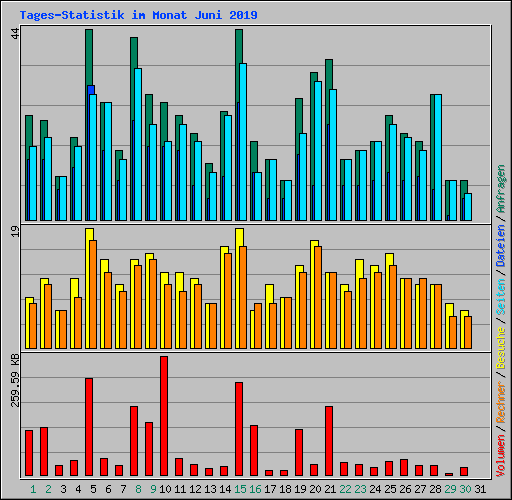 Tages-Statistik im Monat Juni 2019
44
19
259.59 KB
Volumen / Rechner / Besuche / Seiten / Dateien / Anfragen
1 2 3 4 5 6 7 8 9 10 11 12 13 14 15 16 17 18 19 20 21 22 23 24 25 26 27 28 29 30 31